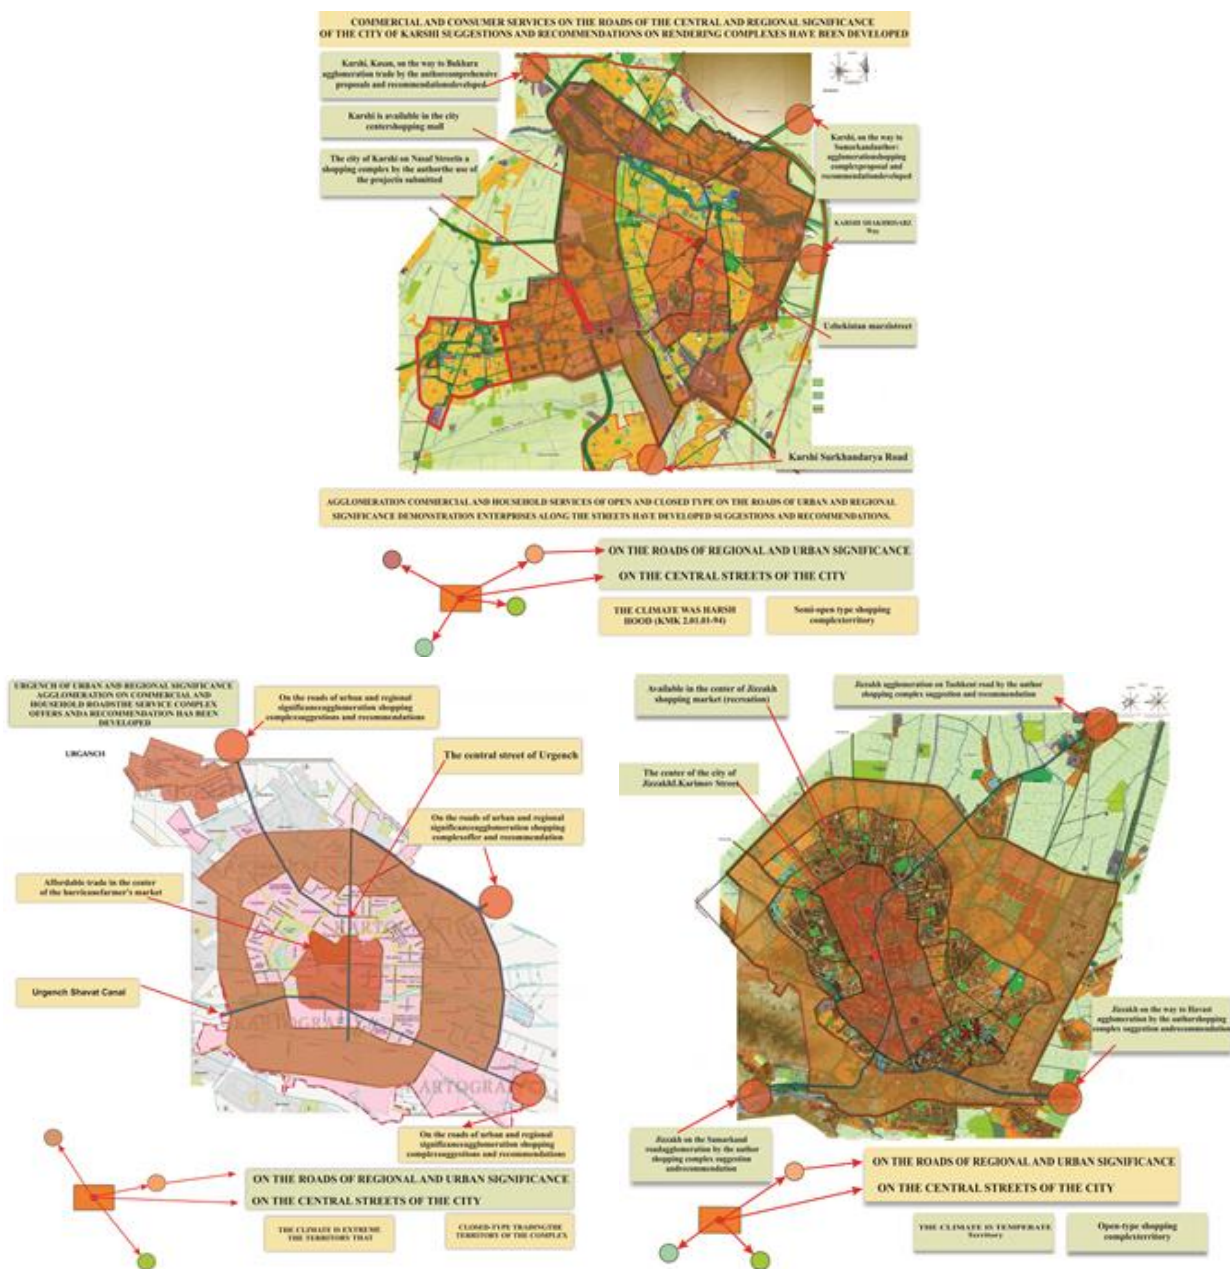 COMMERCIAL AND CONSUMER SERVICES ON THE ROADS OF THE CENTRAL AND REGIONAL SIGNIFICANCE
OF THE CITY OF KARSHI SUGGESTIONS AND RECOMMENDATIONS ON RENDERING COMPLEXES HAVE BEEN DEVELOPED
Karshi, Kasan, on the way to Bukhara
agglomeration trade by the authorcomprehensive
proposals and recommendationsdeveloped
Karshi is available in the city
centershopping mall
The city of Karshi on Nasaf Streetis a
shopping complex by the authorthe use of
the projectis submitted
Karshi, on the way to
Samarkandauthor:
agglomerationshopping
complexproposal and
recommendationdeveloped
KARSHI SHAKHRISABZ
Way
Uzbekistan marzistreet
Karshi Surkhandarya Road
AGGLOMERATION COMMERCIAL AND HOUSEHOLD SERVICES OF OPEN AND CLOSED TYPE ON THE ROADS OF URBAN AND REGIONAL
SIGNIFICANCE DEMONSTRATION ENTERPRISES ALONG THE STREETS HAVE DEVELOPED SUGGESTIONS AND RECOMMENDATIONS.
ON THE ROADS OF REGIONAL AND URBAN SIGNIFICANCE
ON THE CENTRAL STREETS OF THE CITY
THE CLIMATE WAS HARSH
HOOD (KMK 2.01.01-94)
Semi-open type shopping
complexterritory
URGENCH OF URBAN AND REGIONAL SIGNIFICANCE
AGGLOMERATION ON COMMERCIAL AND
HOUSEHOLD ROADSTHE SERVICE COMPLEX
OFFERS ANDA RECOMMENDATION HAS BEEN
DEVELOPED
On the roads of urban and regional
significanceagglomeration shopping
complexsuggestions and recommendations
URGANCH
The central street of Urgench
On the roads of urban and regional
significanceagglomeration shopping
complexoffer and recommendation
Affordable trade in the center
of the hurricanefarmer's market
KARTOG
Urgench Shavat Canal
KARTOGRAF
KARTOGRAF
On the roads of urban and regional
significanceagglomeration shopping
complexsuggestions and recommendations
ON THE ROADS OF REGIONAL AND URBAN SIGNIFICANCE
ON THE CENTRAL STREETS OF THE CITY
THE CLIMATE IS EXTREME
THE TERRITORY THAT
CLOSED-TYPE TRADINGTHE
TERRITORY OF THE COMPLEX
Available in the center of Jizzakh
shopping market (recreation)
Jizzakh agglomeration on Tashkent road by the author
shopping complex suggestion and recommendation
The center of the city of
JizzakhI.Karimov Street
Jizzakh on the way to Havast
agglomeration by the authorshopping
complex suggestion andrecommendation
Jizzakh on the Samarkand
roadagglomeration by the author
shopping complex suggestion
andrecommendation
ON THE ROADS OF REGIONAL AND URBAN SIGNIFICANCE
ON THE CENTRAL STREETS OF THE CITY
THE CLIMATE IS TEMPERATE
Territory
Open-type shopping
complexterritory